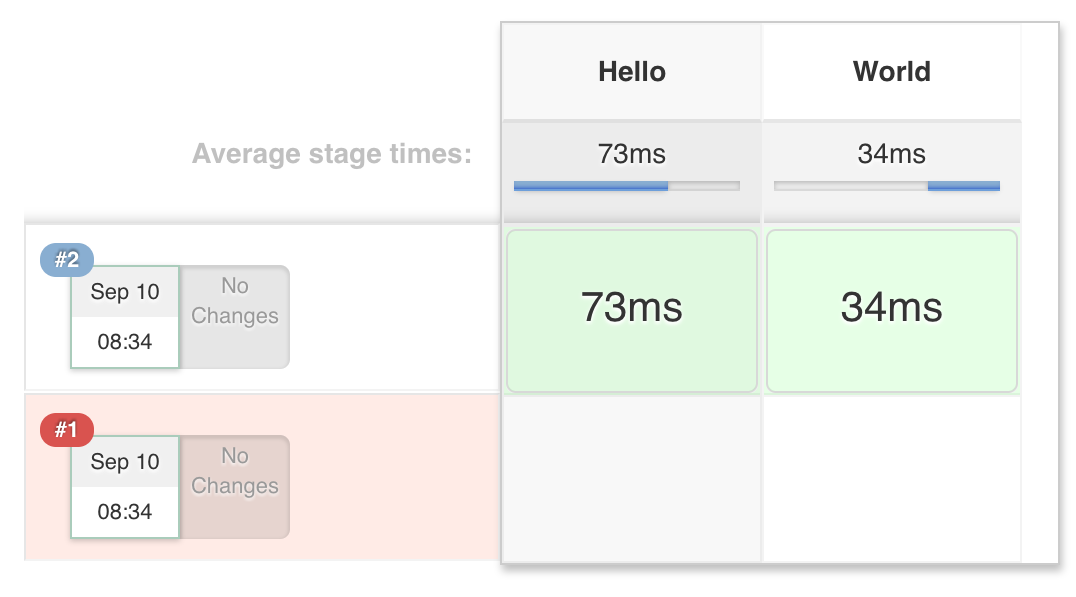 Hello World
Average stage times: 73ms 34ms
#2
Sep 10
08:34
No
Changes
73ms 34ms
#1
Sep 10
08:34
No
Changes